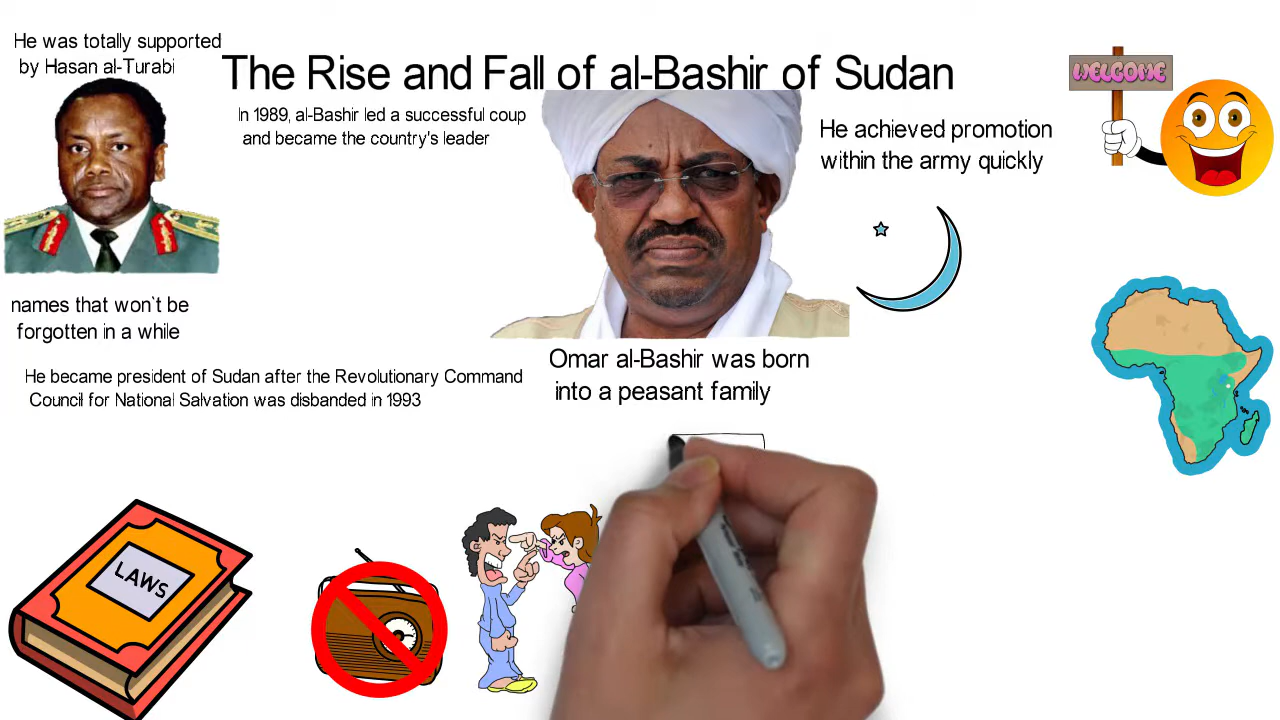 He was totally supported
by Hasan al-Turabi
The Rise and Fall of al-Bashir of Sudan
In 1989, al-Bashir led a successful coup
and became the country's leader
He achieved promotion
within the army quickly
WELCOME
names that won`t be
forgotten in a while
He became president of Sudan after the Revolutionary Command
Council for National Salvation was disbanded in 1993
Omar al-Bashir was born
into a peasant family
LAWS